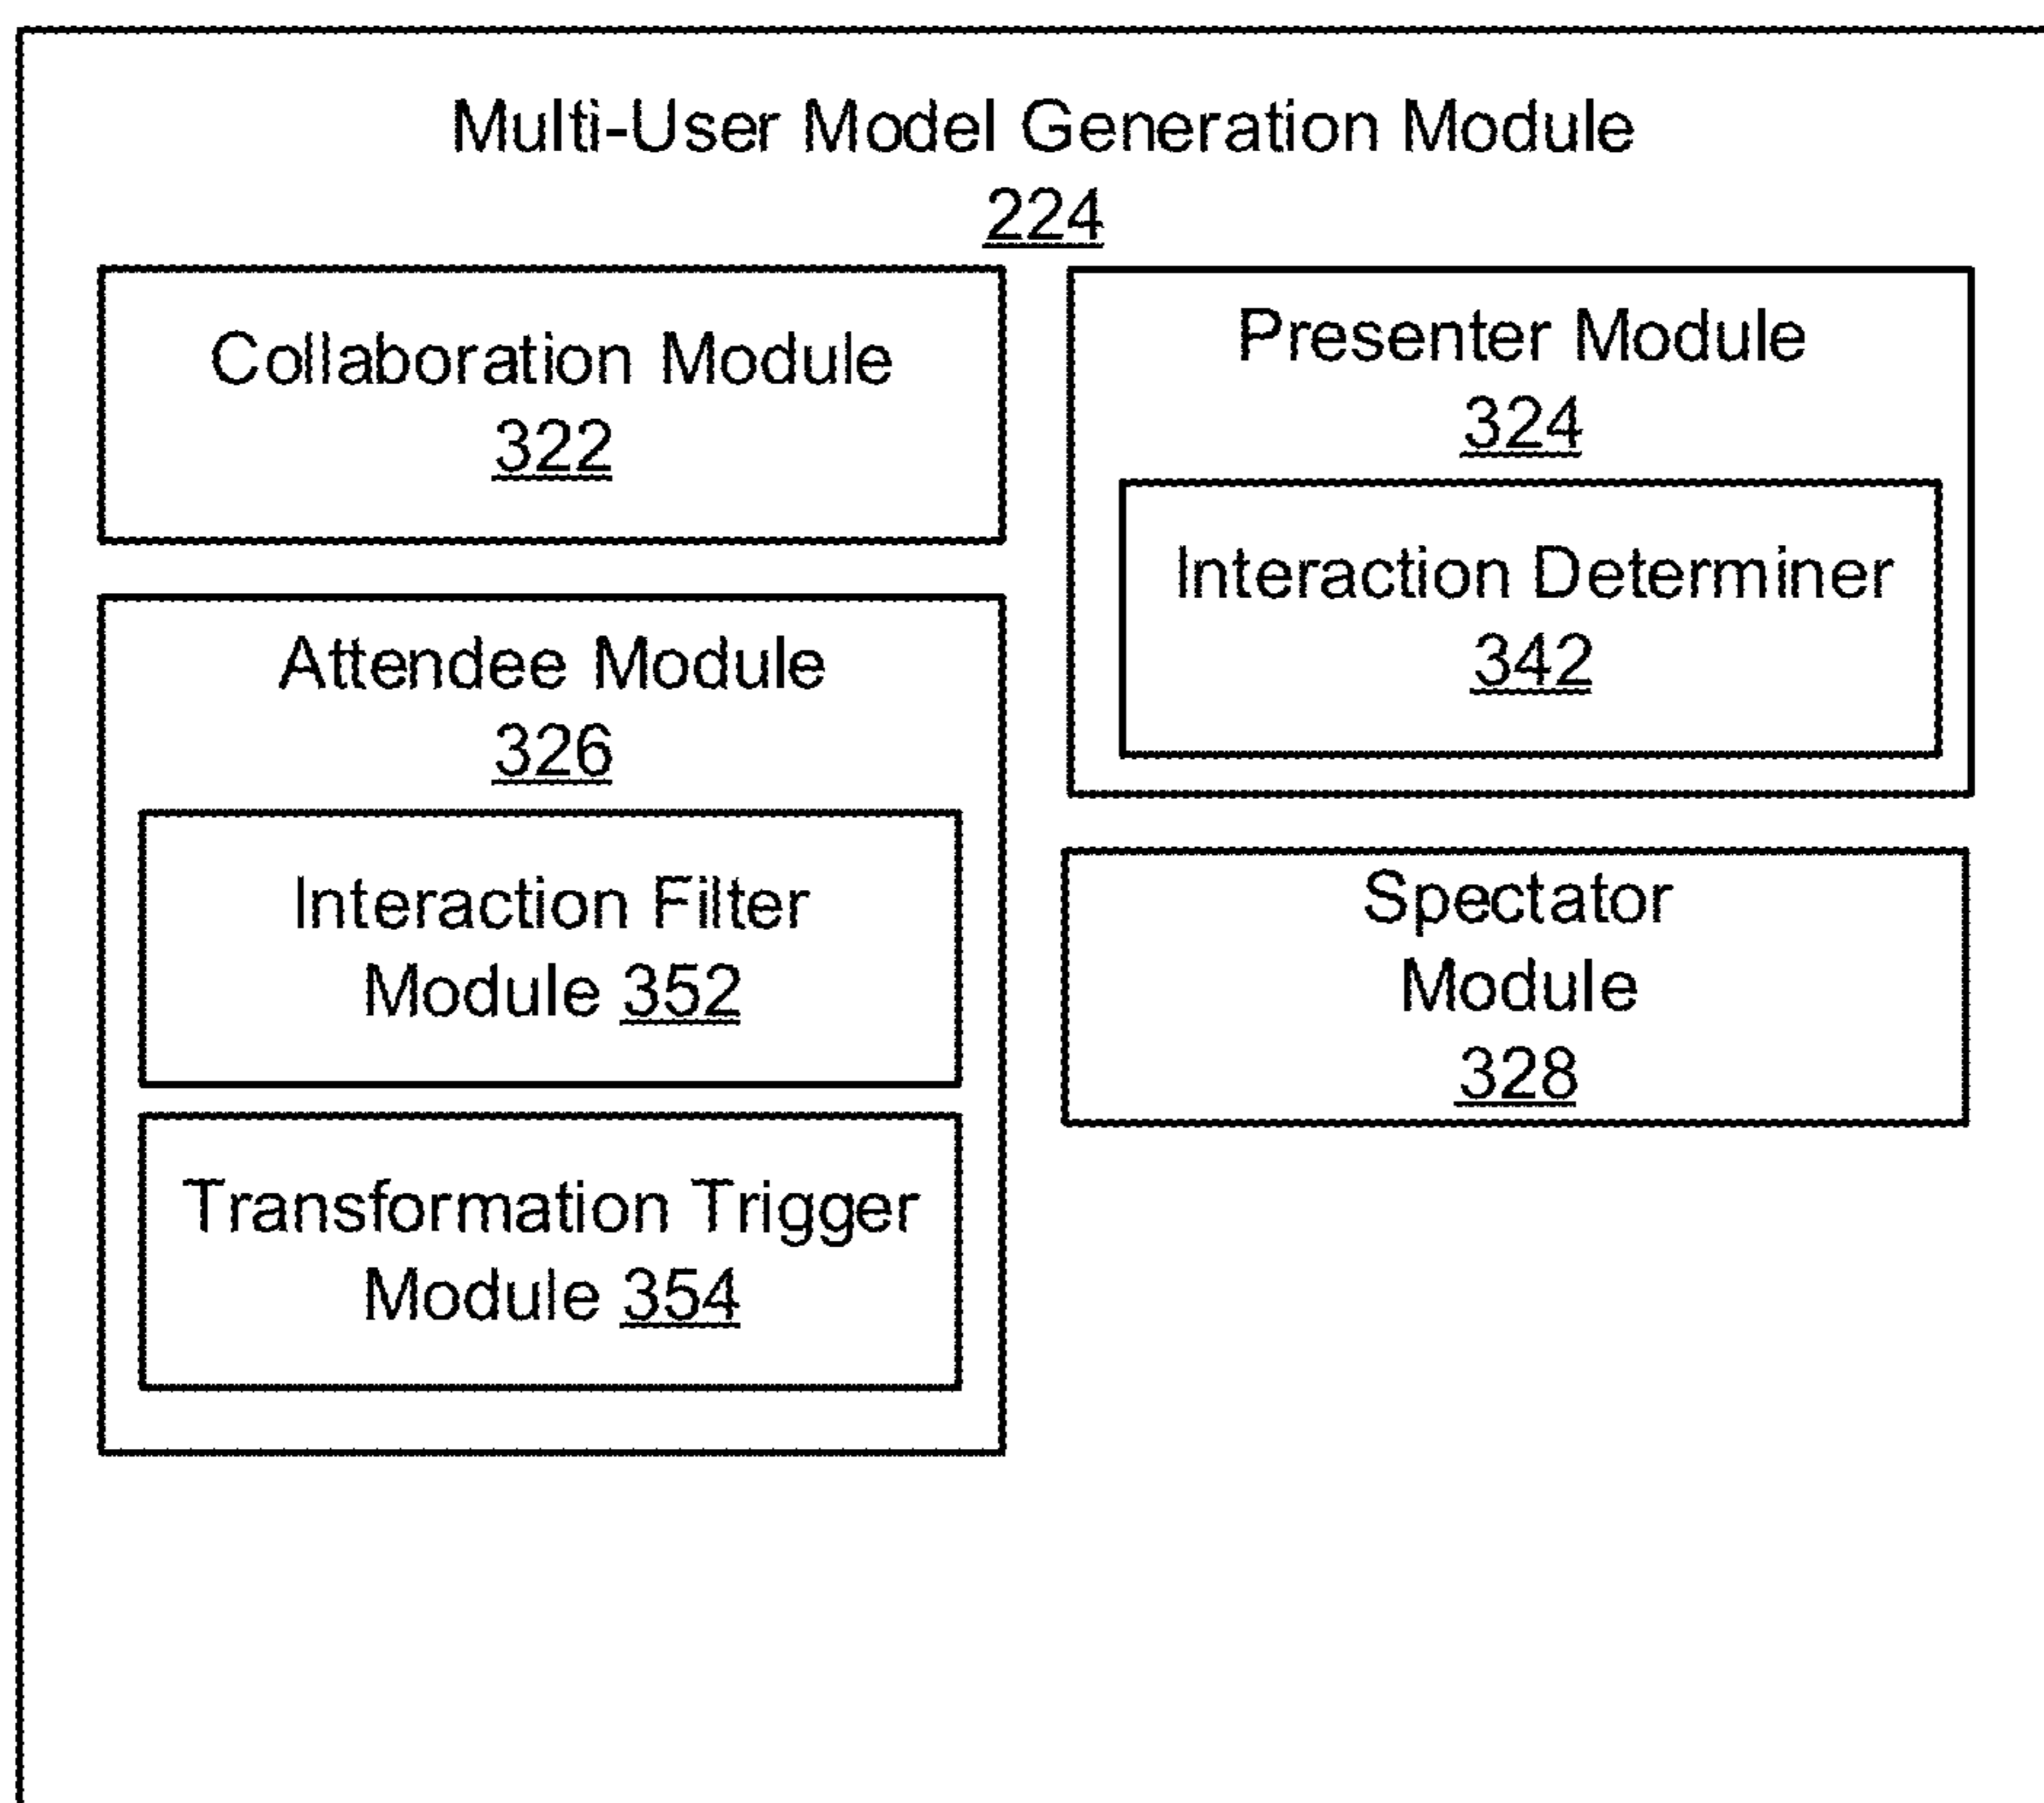 Multi-User Model Generation Module
224
Collaboration Module
322
Presenter Module
324
Interaction Determiner
342
Attendee Module
326
Interaction Filter
Module 352
Transformation Trigger
Module 354
Spectator
Module
328